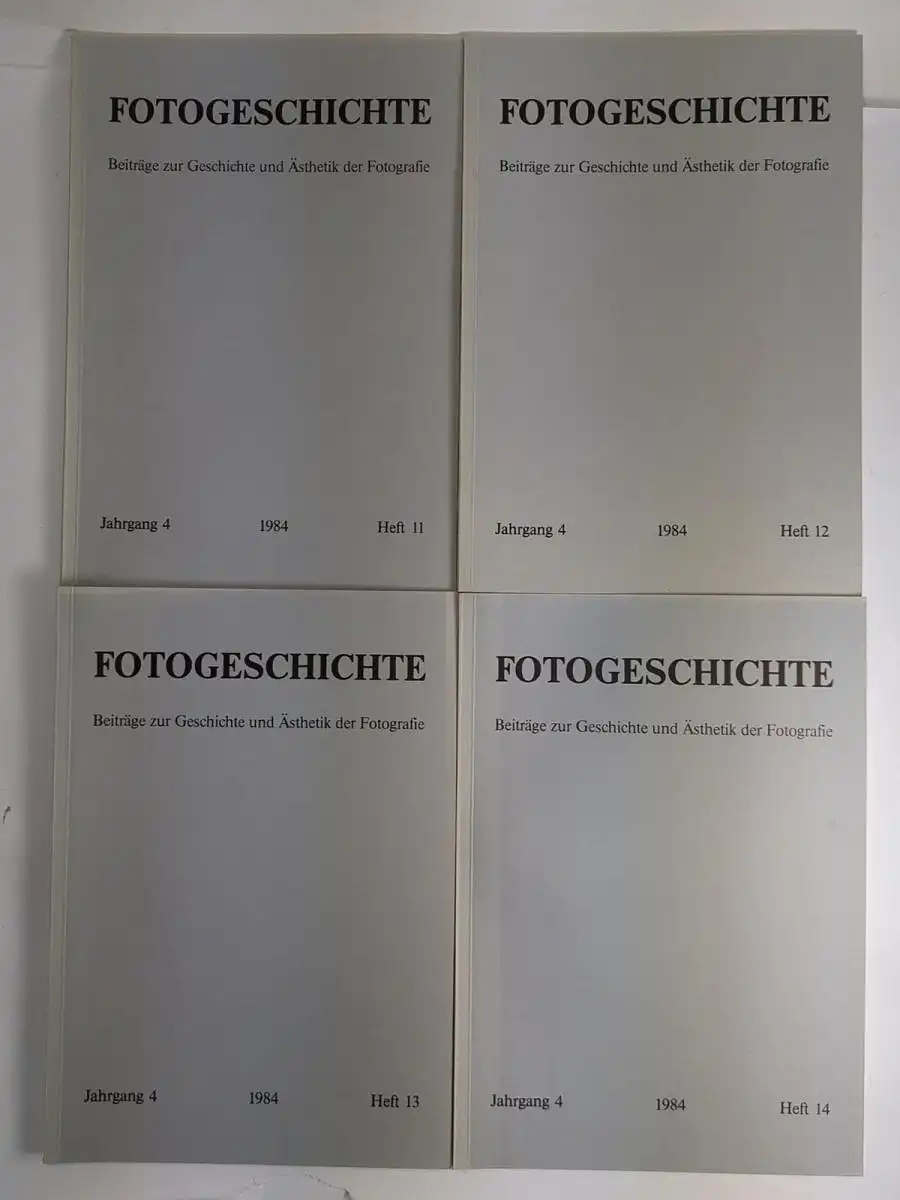 FOTOGESCHICHTE
Beiträge zur Geschichte und Ästhetik der Fotografie
Jahrgang 4 1984 Heft 11
FOTOGESCHICHTE
Beiträge zur Geschichte und Ästhetik der Fotografie
Jahrgang 4 1984 Heft 12
FOTOGESCHICHTE
Beiträge zur Geschichte und Ästhetik der Fotografie
Jahrgang 4 1984 Heft 13
FOTOGESCHICHTE
Beiträge zur Geschichte und Ästhetik der Fotografie
Jahrgang 4 1984 Heft 14